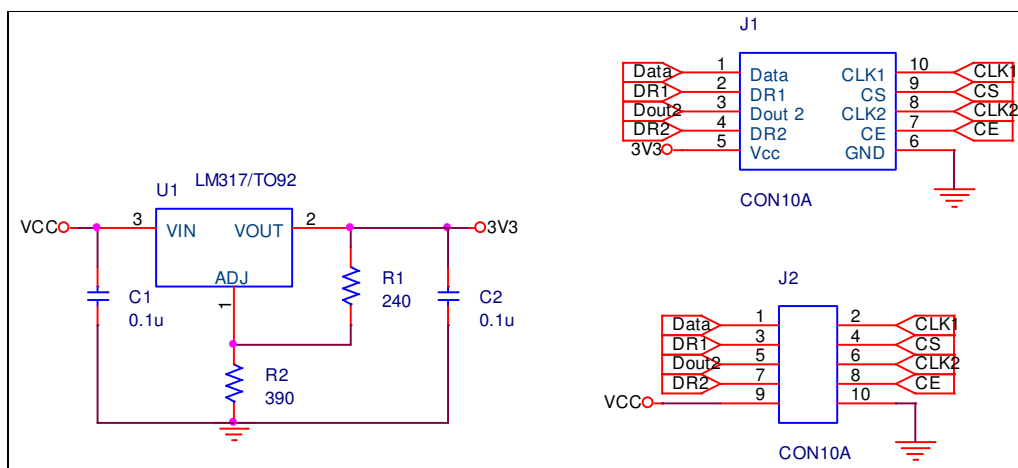 J1
Data 1 Data CLK1 10 CLK1
DR1 2 DR1 CS 9 CS
Dout2 3 Dout 2 CLK2 8 CLK2
DR2 4 DR2 CE 7 CE
3V3 5 Vcc GND 6
CON10A
U1 LM317/TO92
VCC 3 VIN VOUT 2 3V3
ADJ
1
C1
0.1u
R1
240
C2
0.1u
R2
390
J2
Data 1 2 CLK1
DR1 3 4 CS
Dout2 5 6 CLK2
DR2 7 8 CE
VCC 9 10
CON10A